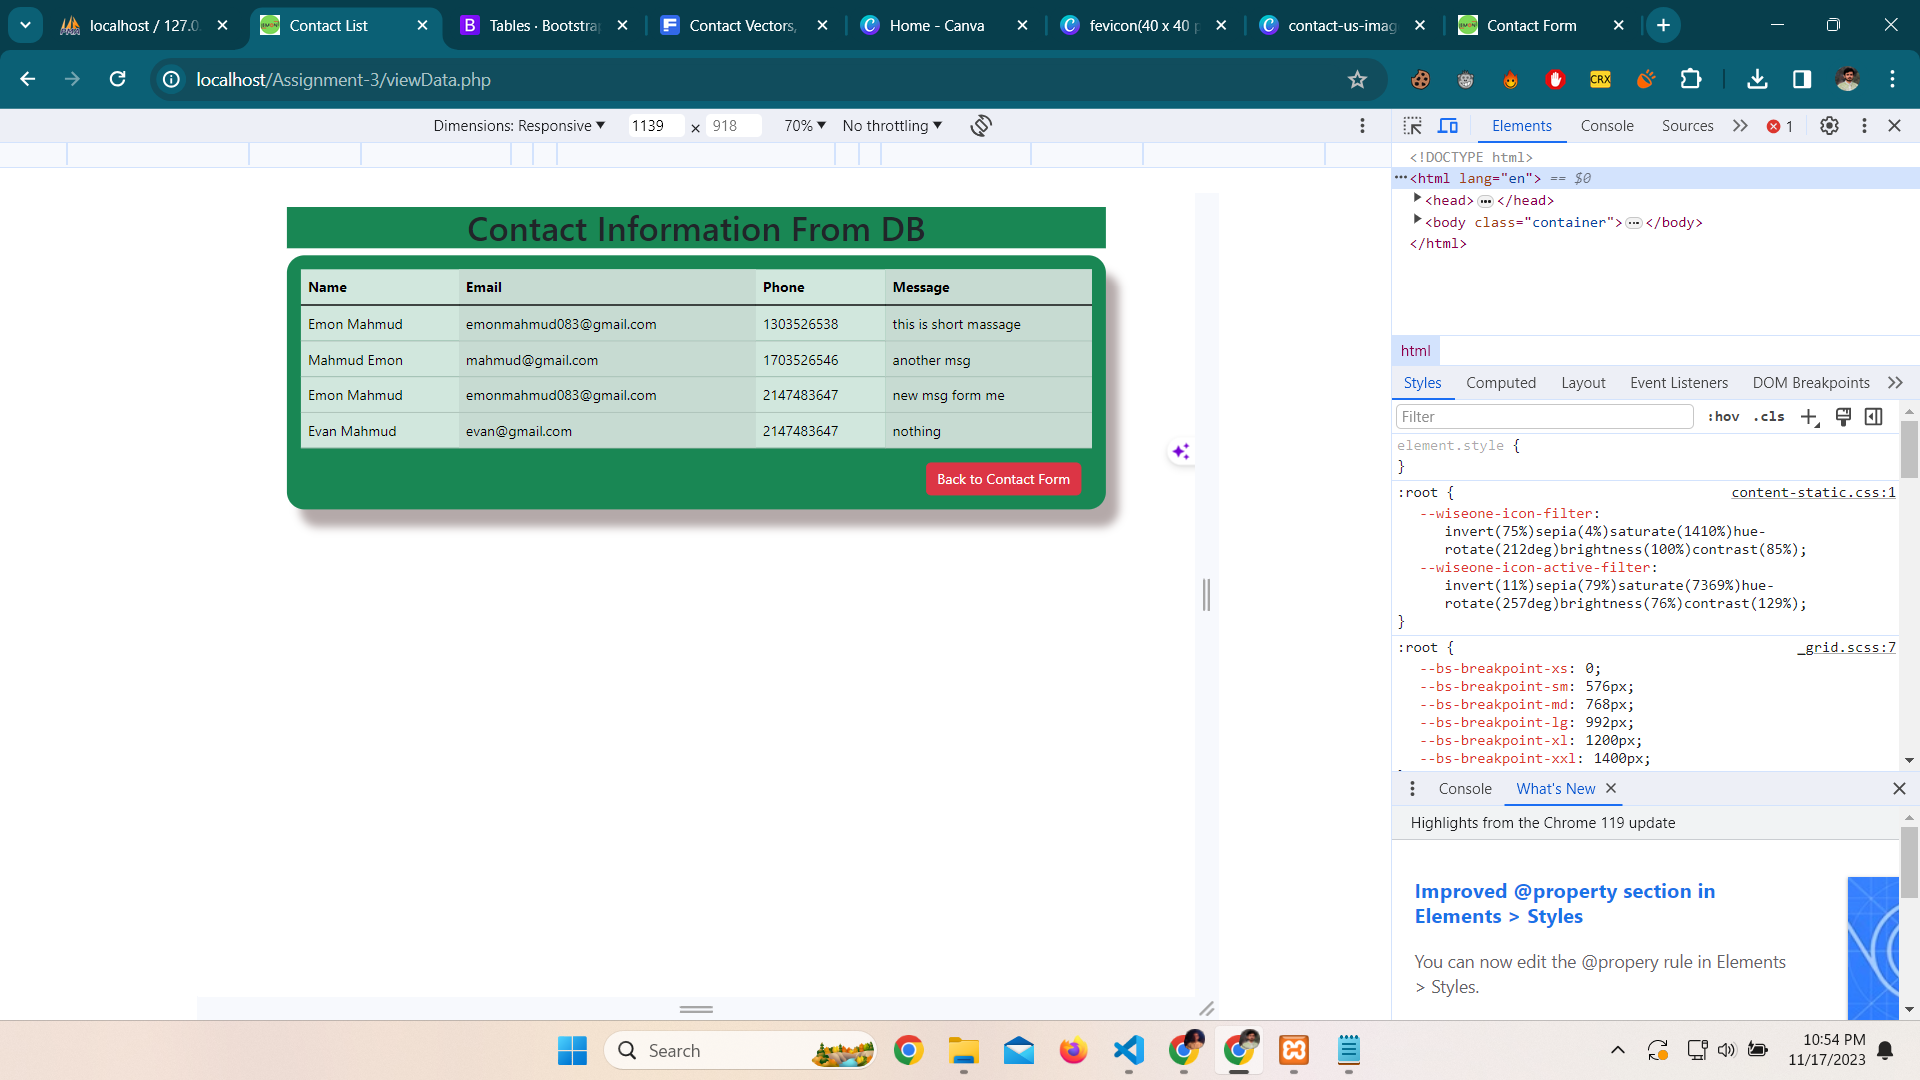 localhost / 127.0.
Contact List
Tables · Bootstrap
Contact Vectors,
Home - Canva
fevicon(40 x 40 p
contact-us-imag
Contact Form
localhost/Assignment-3/viewData.php
CRX
Dimensions: Responsive 1139 x 918 70% No throttling
Elements Console Sources 1
<!DOCTYPE html>
<html lang="en"> == $0
<head> ••• </head>
<body class="container"> ••• </body>
</html>
html
Styles Computed Layout Event Listeners DOM Breakpoints
Filter :hov .cls
element.style {
}
:root { content-static.css:1
--wiseone-icon-filter:
invert(75%)sepia(4%)saturate(1410%)hue-
rotate(212deg)brightness(100%)contrast(85%);
--wiseone-icon-active-filter:
invert(11%)sepia(79%)saturate(7369%)hue-
rotate(257deg)brightness(76%)contrast(129%);
}
:root { _grid.scss:7
--bs-breakpoint-xs: 0;
--bs-breakpoint-sm: 576px;
--bs-breakpoint-md: 768px;
--bs-breakpoint-lg: 992px;
--bs-breakpoint-xl: 1200px;
--bs-breakpoint-xxl: 1400px;
Console What's New
Highlights from the Chrome 119 update
Improved @property section in
Elements > Styles
You can now edit the @propery rule in Elements
> Styles.
Contact Information From DB
Name Email Phone Message
Emon Mahmud emonmahmud083@gmail.com 1303526538 this is short massage
Mahmud Emon mahmud@gmail.com 1703526546 another msg
Emon Mahmud emonmahmud083@gmail.com 2147483647 new msg form me
Evan Mahmud evan@gmail.com 2147483647 nothing
Back to Contact Form
Search
10:54 PM
11/17/2023